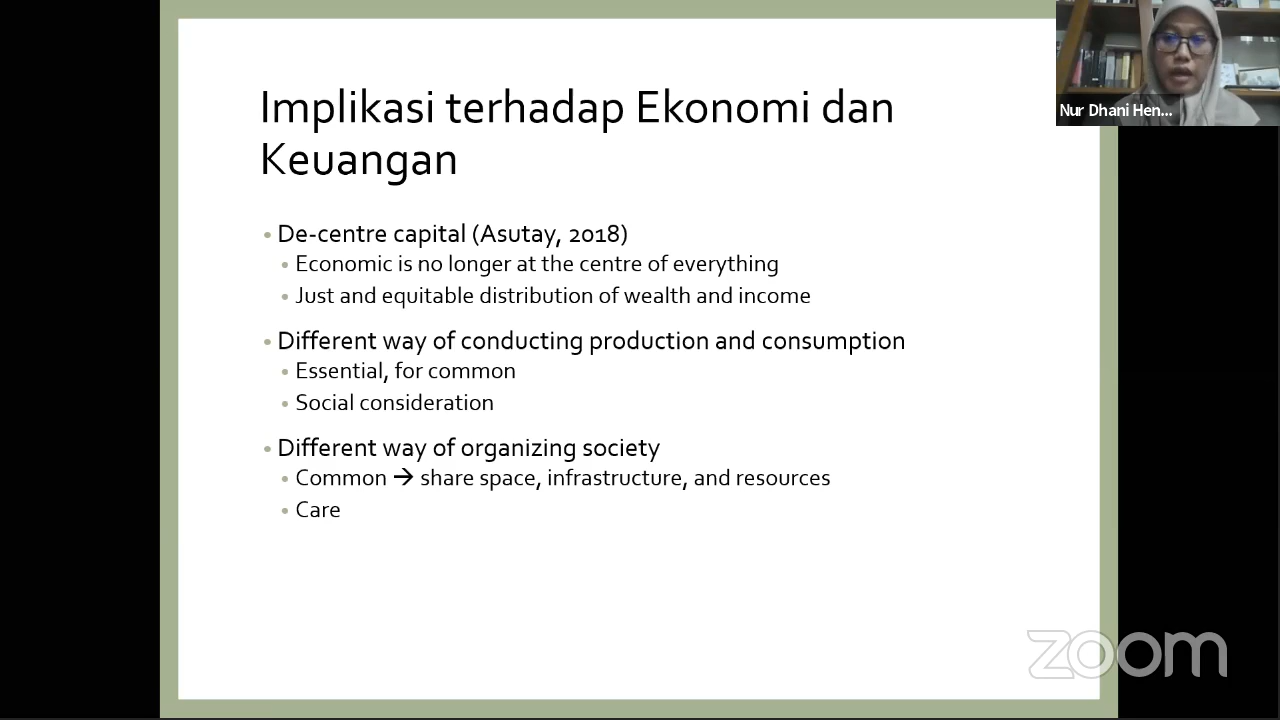 Implikasi terhadap Ekonomi dan
Keuangan
• De-centre capital (Asutay, 2018)
• Economic is no longer at the centre of everything
• Just and equitable distribution of wealth and income
• Different way of conducting production and consumption
• Essential, for common
• Social consideration
• Different way of organizing society
• Common → share space, infrastructure, and resources
• Care
Nur Dhani Hen...
zoom